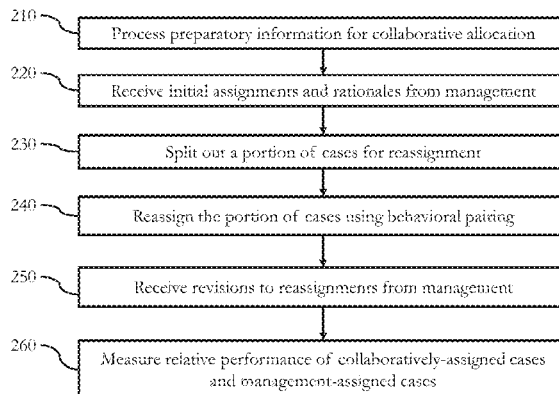 210
Process preparatory information for collaborative allocation
220
Receive initial assignments and rationales from management
230
Split out a portion of cases for reassignment
240
Reassign the portion of cases using behavioral pairing
250
Receive revisions to reassignments from management
260
Measure relative performance of collaboratively-assigned cases
and management-assigned cases